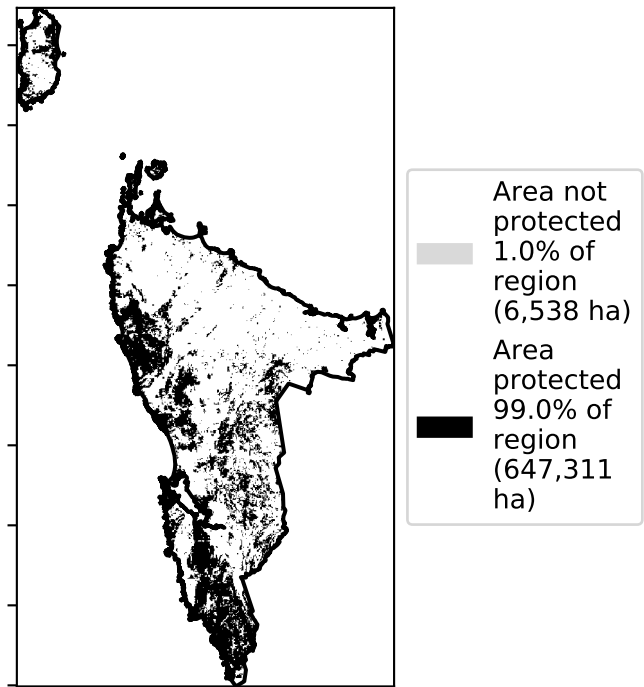 Area not
protected
1.0% of
region
(6,538 ha)
Area
protected
99.0% of
region
(647,311
ha)